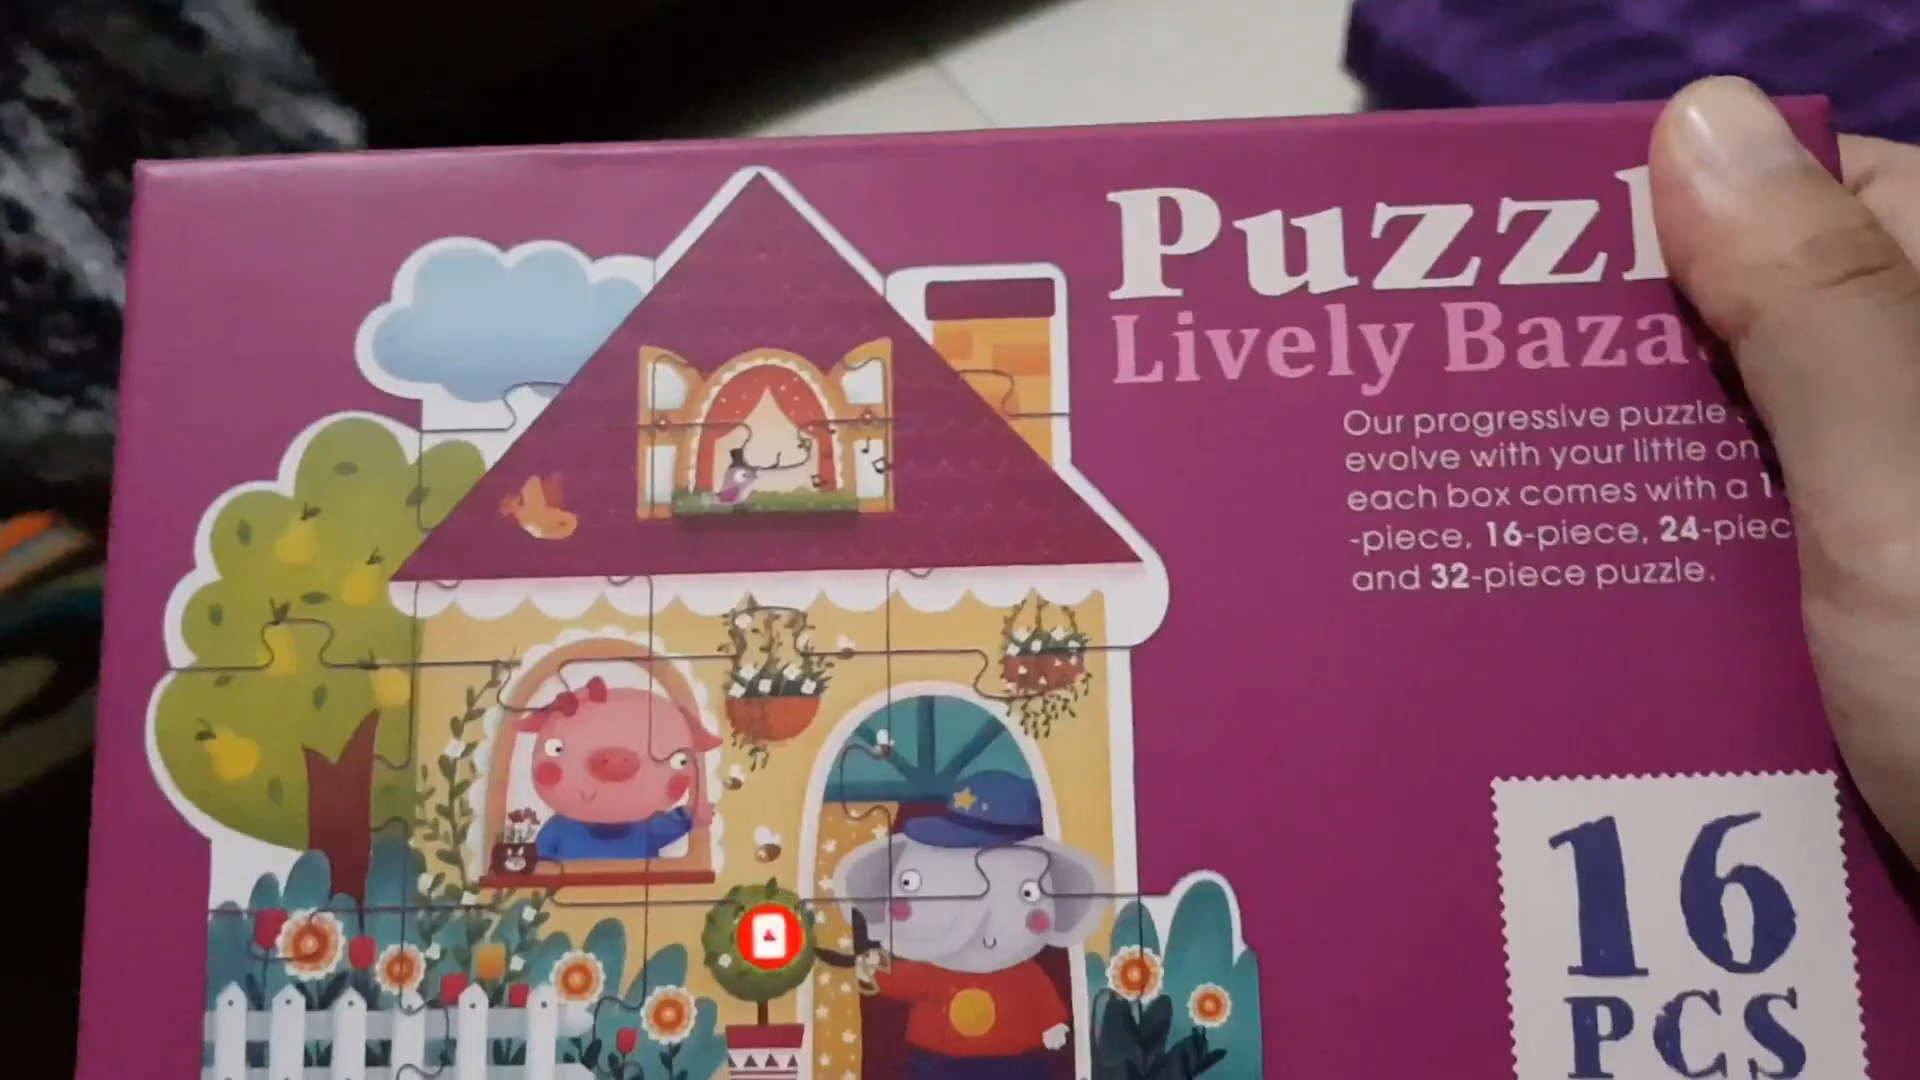 Puzzl
Lively Baza
Our progressive puzzle
evolve with your little on
each box comes with a 1
-piece, 16-piece, 24-piec
and 32-piece puzzle.
16
PCS